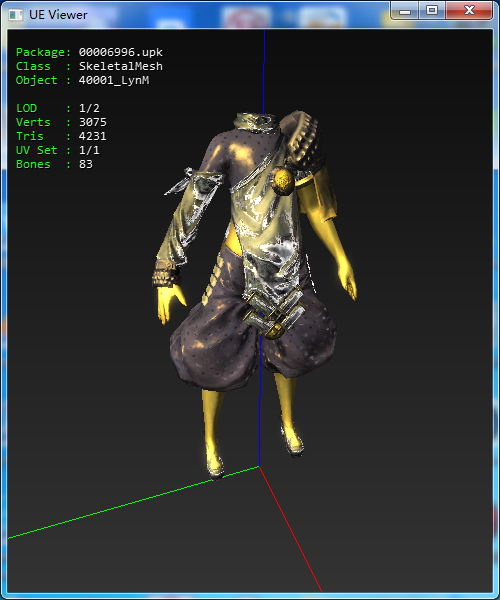 UE Viewer
Package: 00006996.upk
Class : SkeletalMesh
Object : 40001_LynM
LOD : 1/2
Verts : 3075
Tris : 4231
UV Set : 1/1
Bones : 83